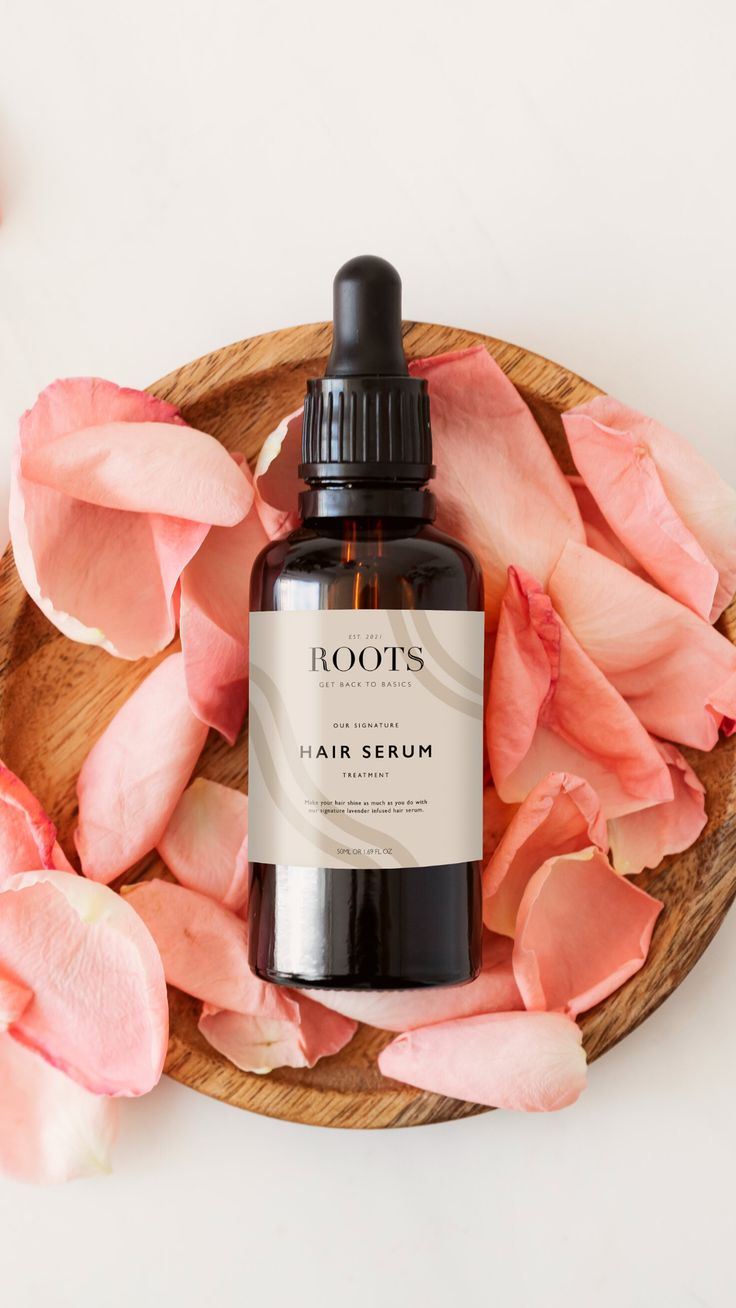 EST. 2021
ROOTS
GET BACK TO BASICS
OUR SIGNATURE
HAIR SERUM
TREATMENT
Make your hair shine as much as you do with
our signature lavender infused hair serum.
50ML OR 1.69 FL OZ